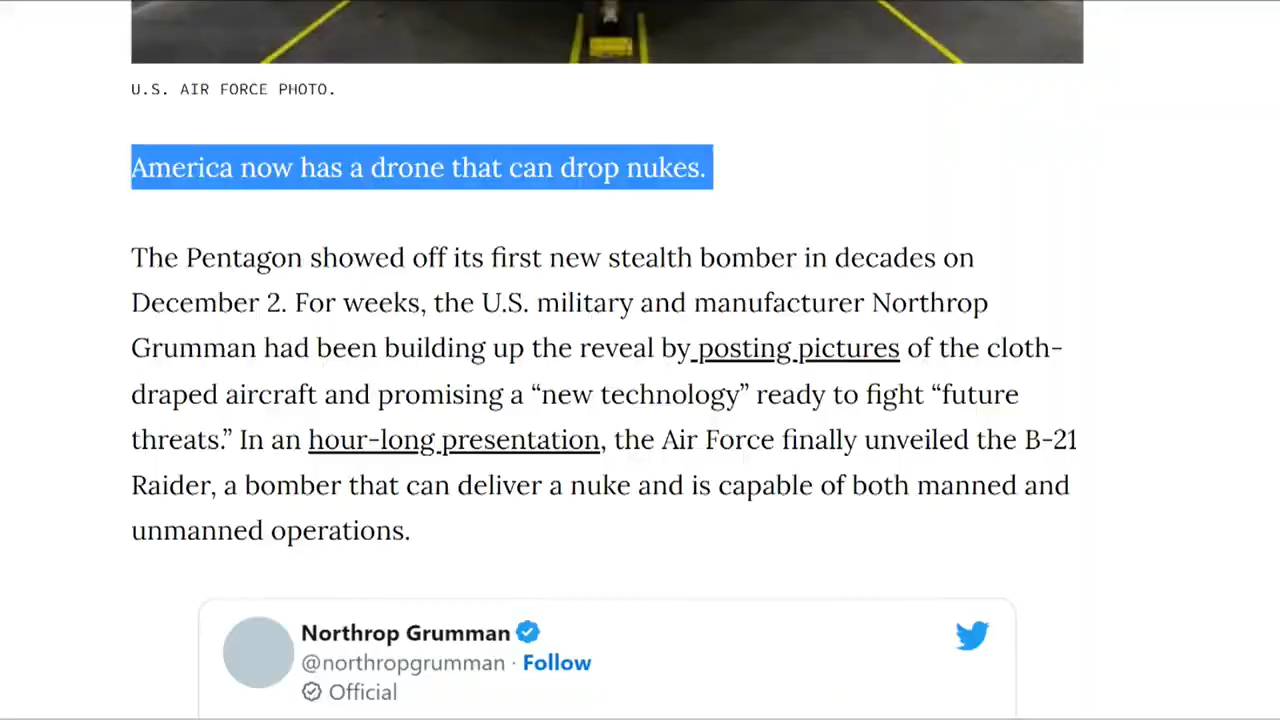 U.S. AIR FORCE PHOTO.
America now has a drone that can drop nukes.
The Pentagon showed off its first new stealth bomber in decades on
December 2. For weeks, the U.S. military and manufacturer Northrop
Grumman had been building up the reveal by posting pictures of the cloth-
draped aircraft and promising a “new technology” ready to fight “future
threats.” In an hour-long presentation, the Air Force finally unveiled the B-21
Raider, a bomber that can deliver a nuke and is capable of both manned and
unmanned operations.
Northrop Grumman
@northropgrumman · Follow
Official